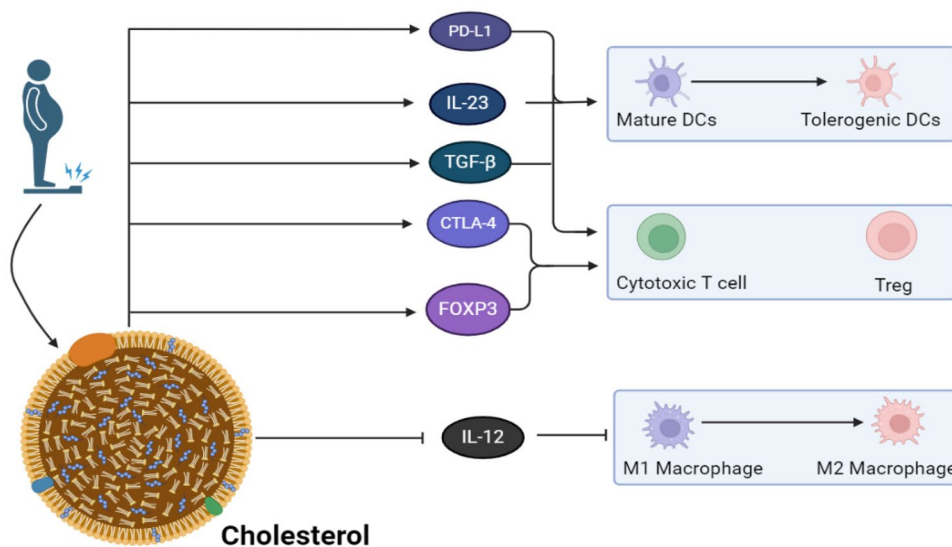 PD-L1
IL-23
Mature DCs
Tolerogenic DCs
TGF-β
CTLA-4
Cytotoxic T cell
Treg
FOXP3
IL-12
M1 Macrophage
M2 Macrophage
Cholesterol